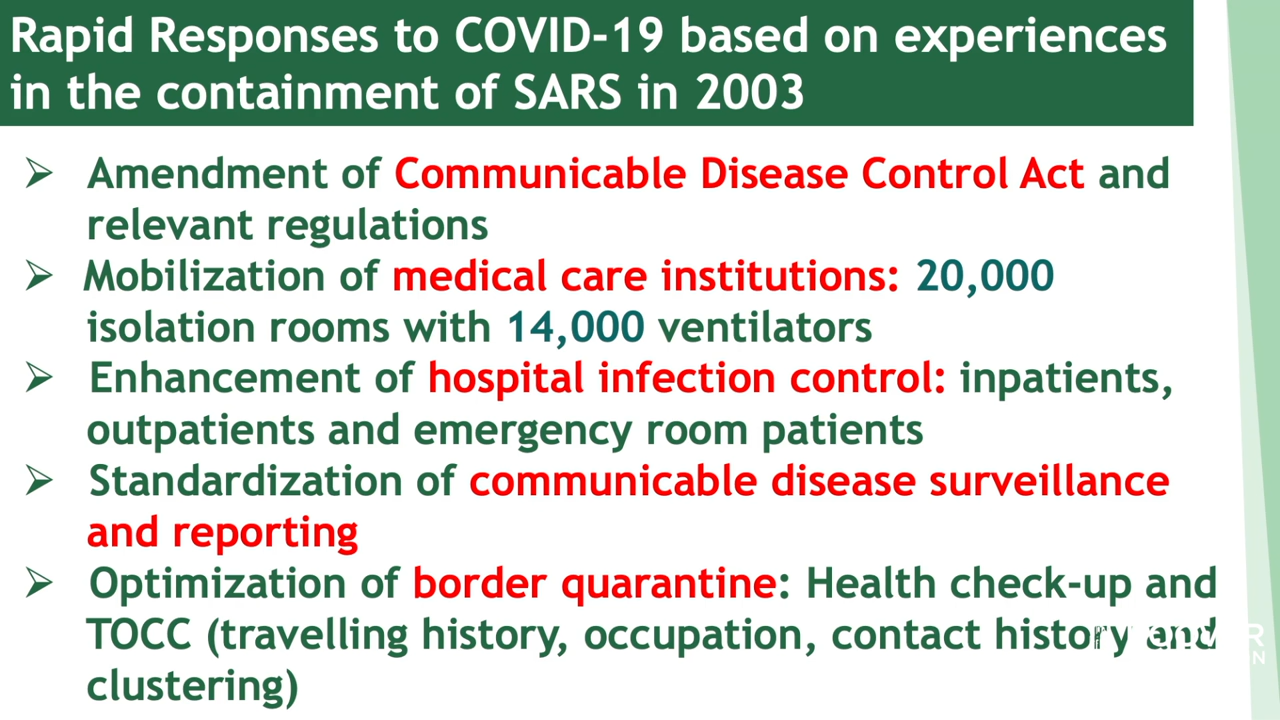 Rapid Responses to COVID-19 based on experiences
in the containment of SARS in 2003
➢ Amendment of Communicable Disease Control Act and
relevant regulations
➢ Mobilization of medical care institutions: 20,000
isolation rooms with 14,000 ventilators
➢ Enhancement of hospital infection control: inpatients,
outpatients and emergency room patients
➢ Standardization of communicable disease surveillance
and reporting
➢ Optimization of border quarantine: Health check-up and
TOCC (travelling history, occupation, contact history and
clustering)